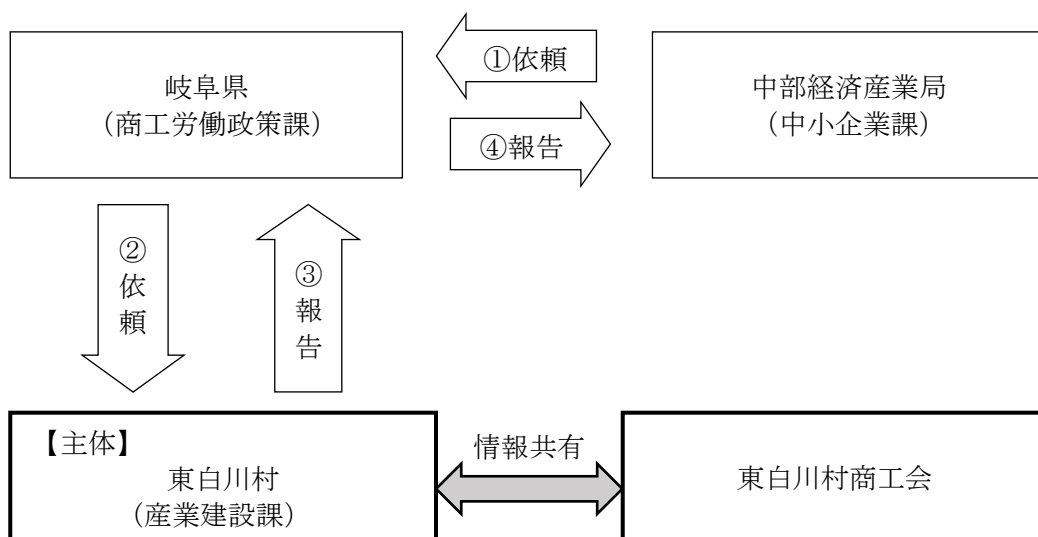 岐阜県
（商工労働政策課）
①依頼
中部経済産業局
（中小企業課）
④報告
②依頼
③報告
【主体】
東白川村
（産業建設課）
情報共有
東白川村商工会